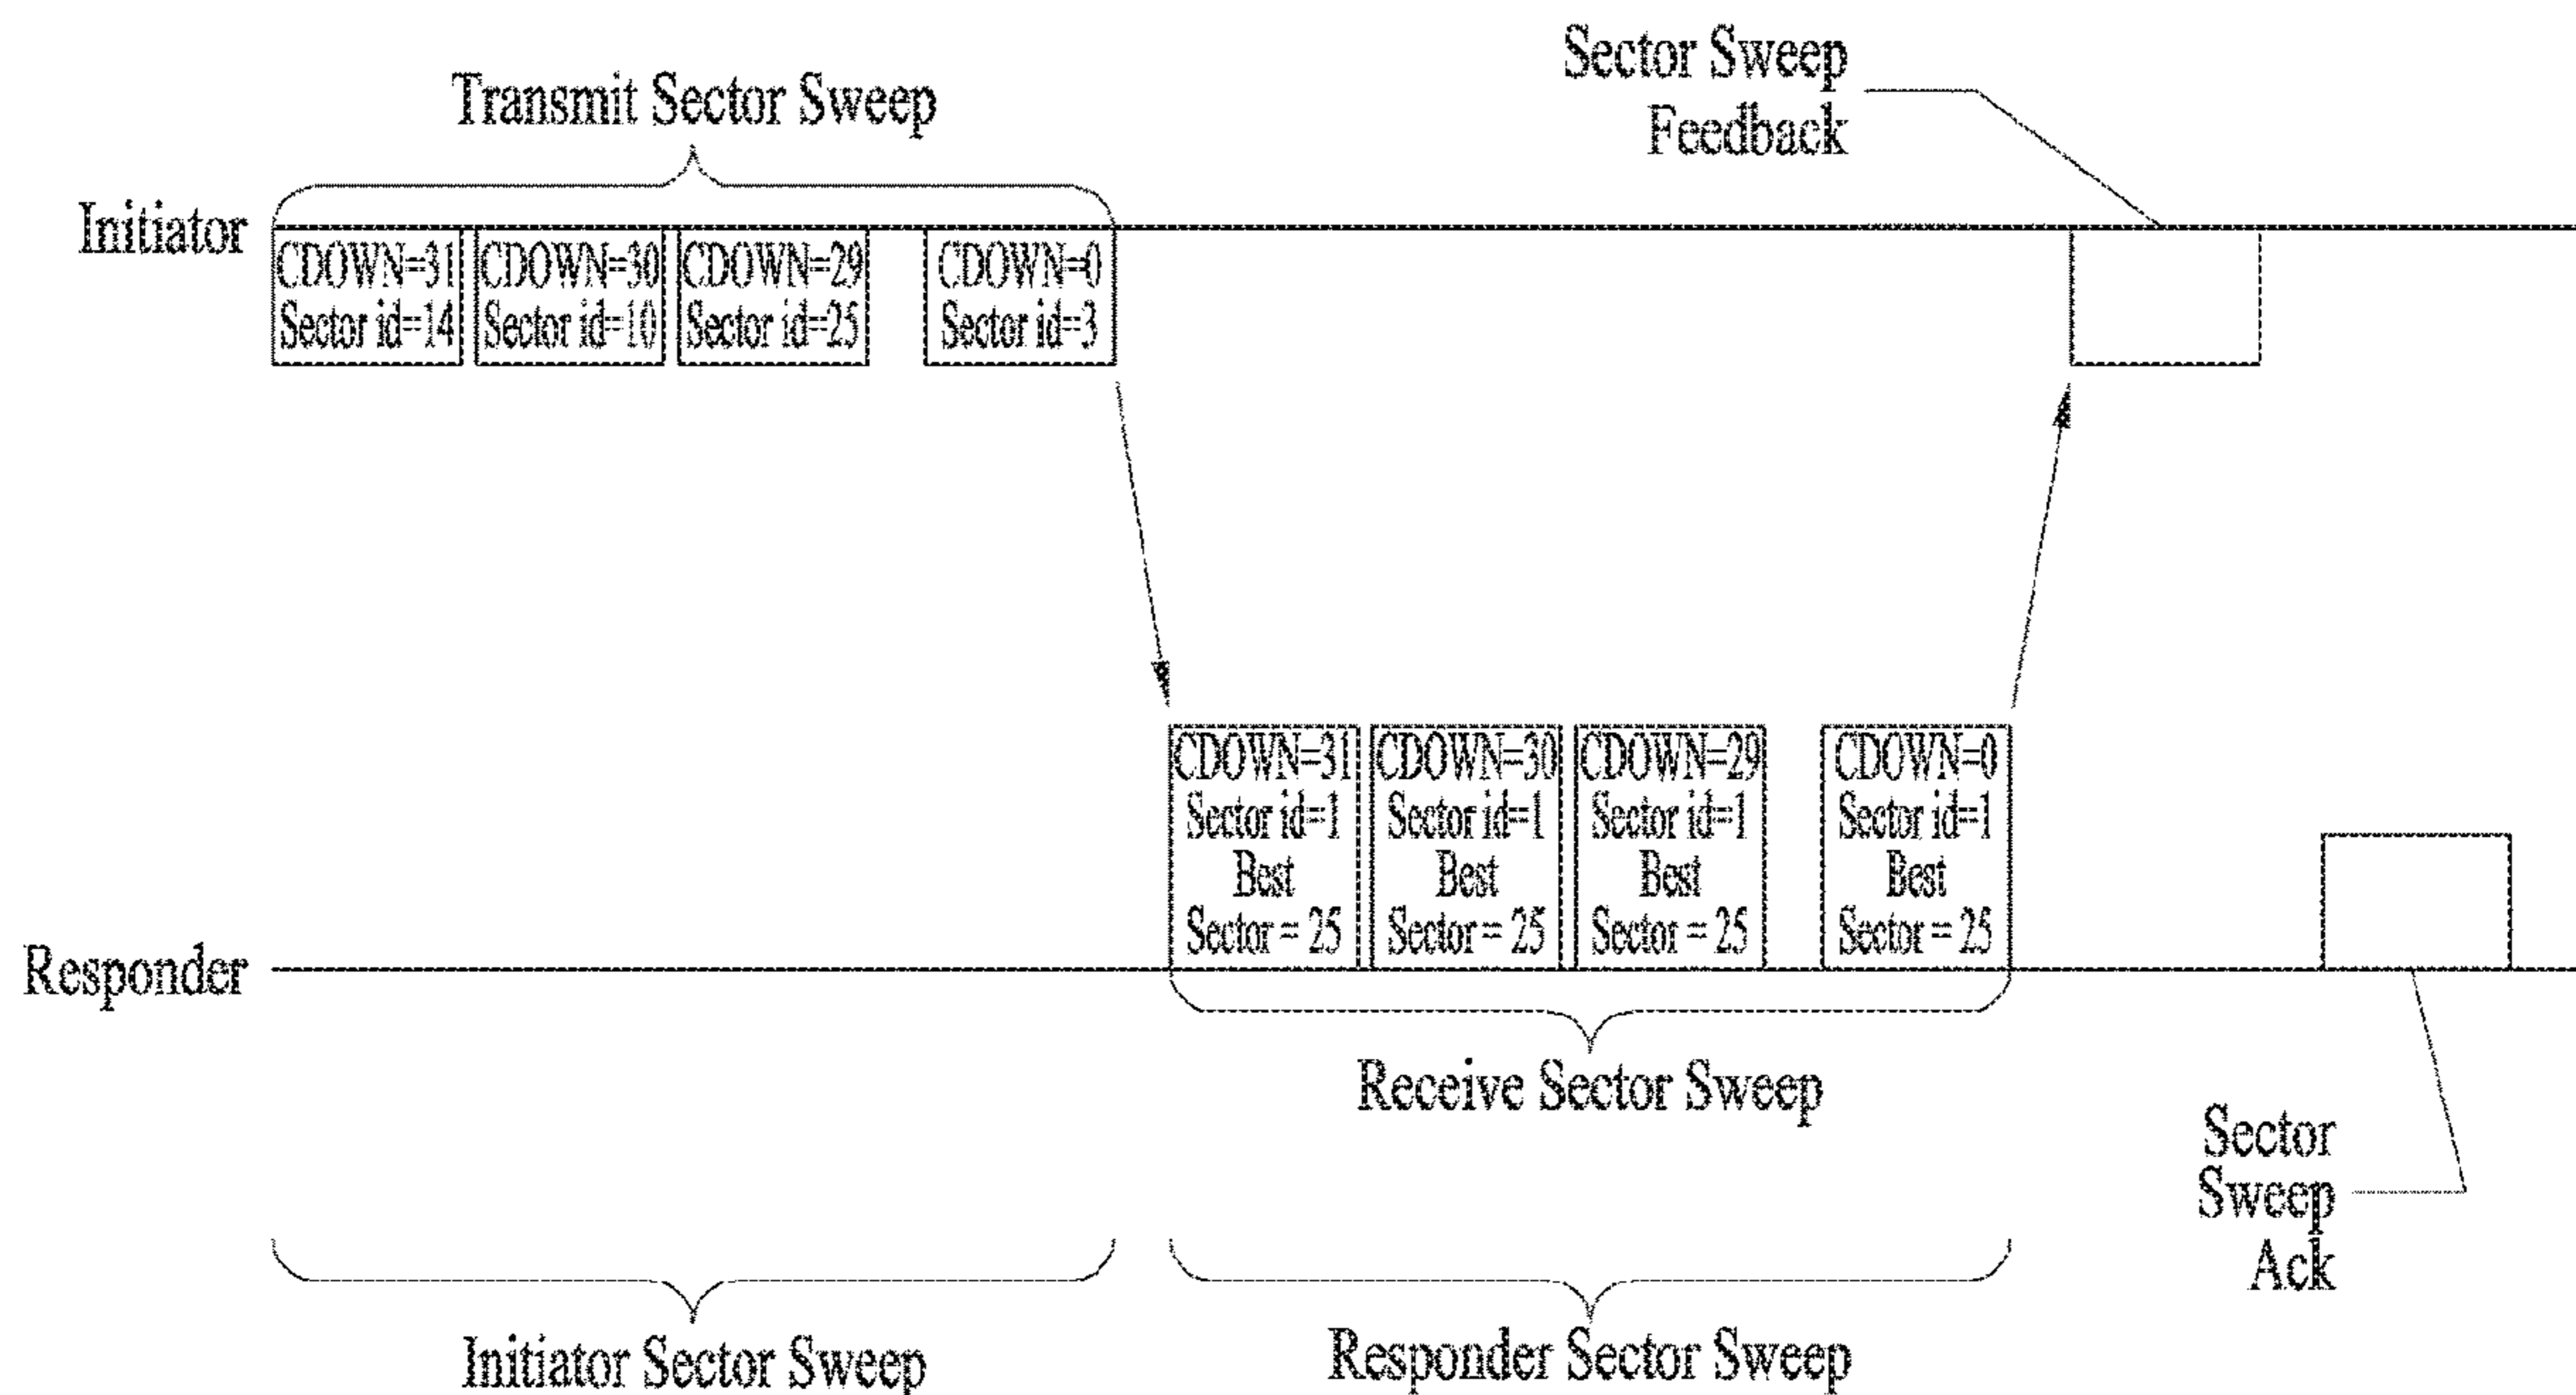 Transmit Sector Sweep
Sector Sweep
Feedback
Initiator
CDOWN=31
Sector id=14
CDOWN=30
Sector id=10
CDOWN=29
Sector id=25
CDOWN=0
Sector id=3
CDOWN=31
Sector id=1
Best
Sector = 25
CDOWN=30
Sector id=1
Best
Sector = 25
CDOWN=29
Sector id=1
Best
Sector = 25
CDOWN=0
Sector id=1
Best
Sector = 25
Responder
Receive Sector Sweep
Sector
Sweep
Ack
Initiator Sector Sweep
Responder Sector Sweep